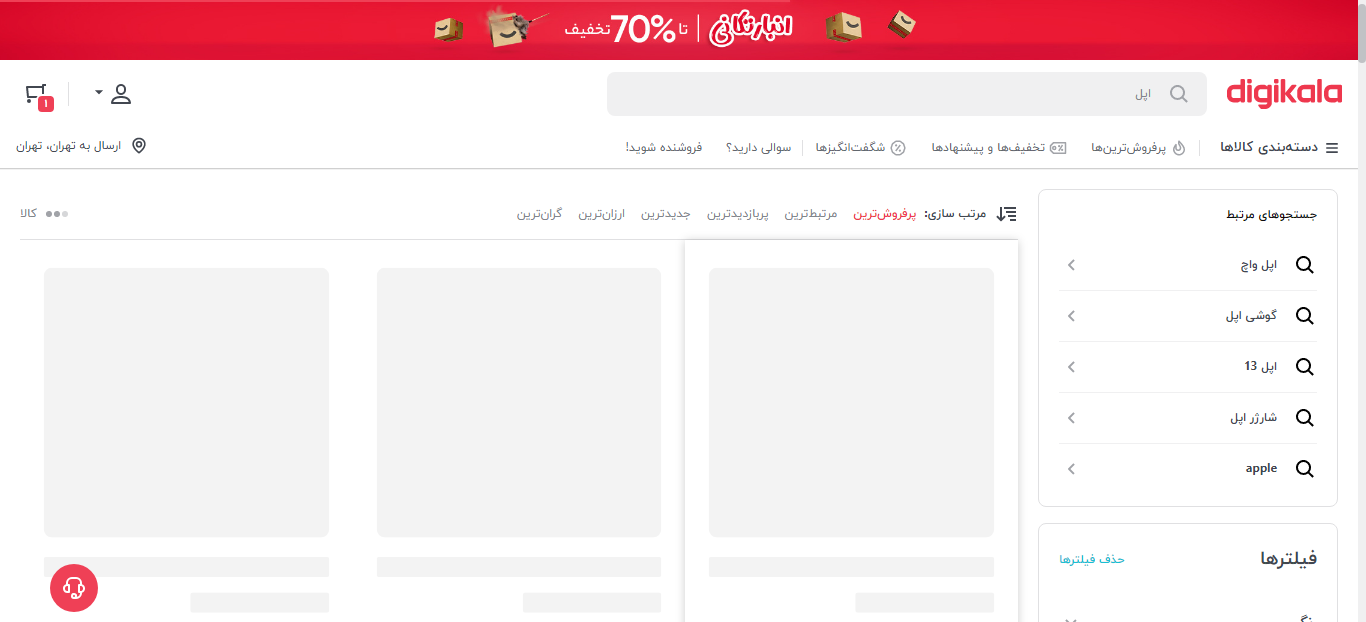 انبارتکانی تا 70% تخفیف
digikala
اپل
۱
دسته‌بندی کالاها
پرفروش‌ترین‌ها
تخفیف‌ها و پیشنهادها
شگفت‌انگیزها
سوالی دارید؟
فروشنده شوید!
ارسال به تهران، تهران
جستجوهای مرتبط
اپل واچ
گوشی اپل
اپل 13
شارژر اپل
apple
مرتب سازی: پرفروش‌ترین مرتبط‌ترین پربازدیدترین جدیدترین ارزان‌ترین گران‌ترین
کالا
فیلترها
حذف فیلترها